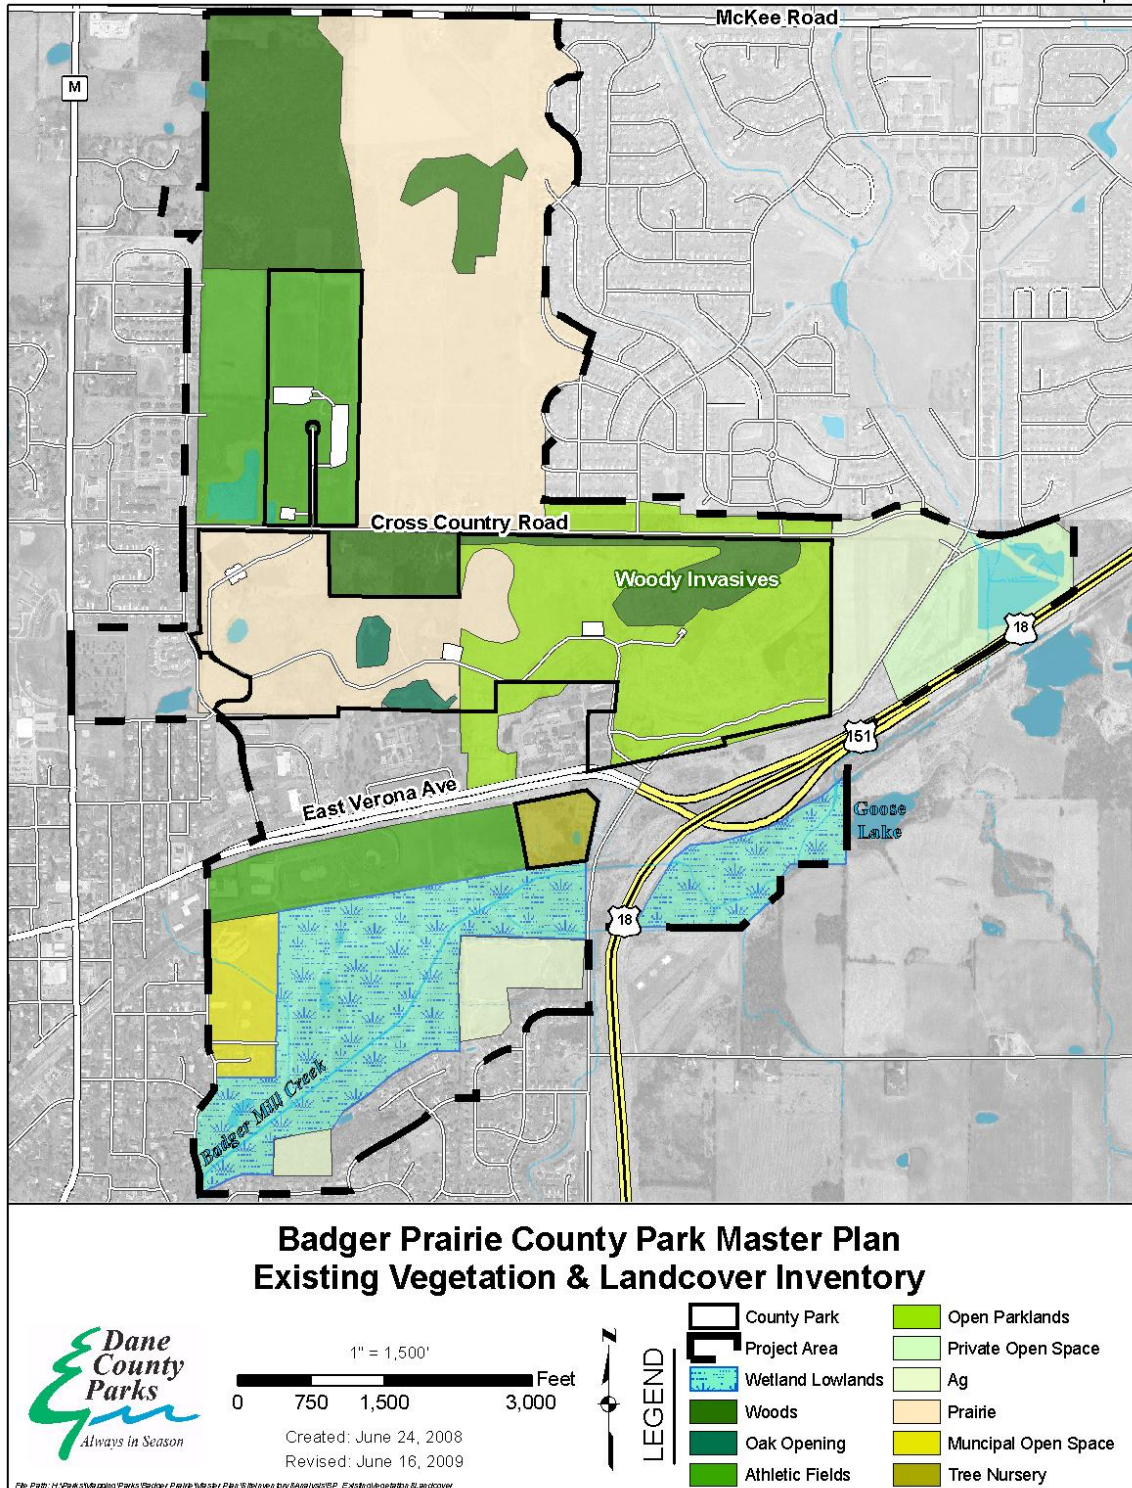 McKee Road
M
Cross Country Road
Woody Invasives
18
151
East Verona Ave
Goose
Lake
18
Badger Mill Creek
Badger Prairie County Park Master Plan
Existing Vegetation & Landcover Inventory
Dane
County
Parks
Always in Season
1" = 1,500'
Feet
0 750 1,500 3,000
Created: June 24, 2008
Revised: June 16, 2009
N
LEGEND
County Park
Project Area
Wetland Lowlands
Woods
Oak Opening
Athletic Fields
Open Parklands
Private Open Space
Ag
Prairie
Muncipal Open Space
Tree Nursery